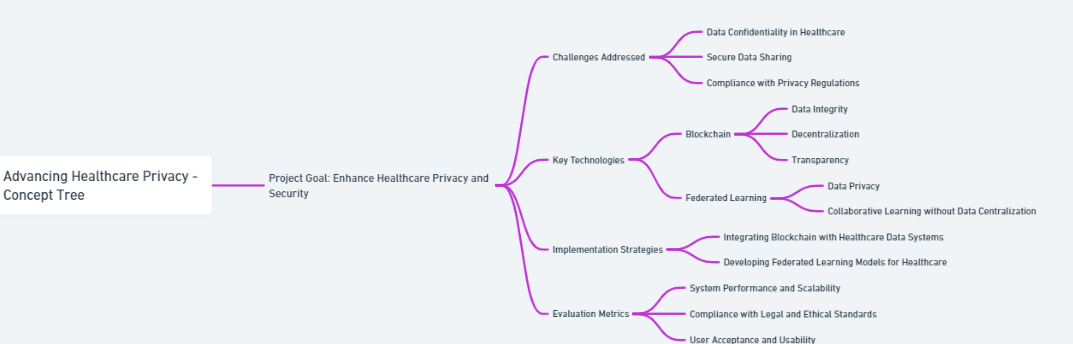 Advancing Healthcare Privacy -
Concept Tree
Project Goal: Enhance Healthcare Privacy and
Security
Challenges Addressed
Data Confidentiality in Healthcare
Secure Data Sharing
Compliance with Privacy Regulations
Key Technologies
Blockchain
Data Integrity
Decentralization
Transparency
Federated Learning
Data Privacy
Collaborative Learning without Data Centralization
Implementation Strategies
Integrating Blockchain with Healthcare Data Systems
Developing Federated Learning Models for Healthcare
Evaluation Metrics
System Performance and Scalability
Compliance with Legal and Ethical Standards
User Acceptance and Usability